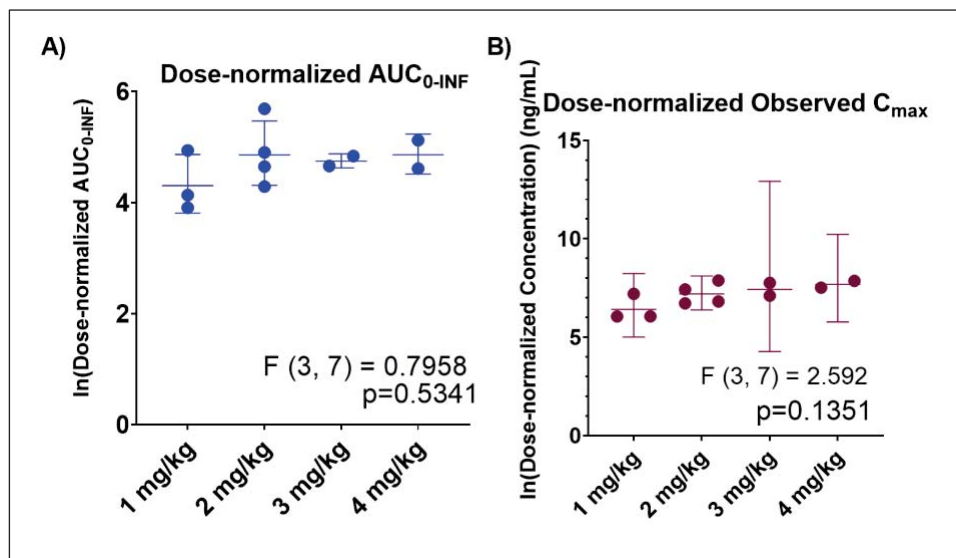 A)
Dose-normalized AUC0-INF
ln(Dose-normalized AUC0-INF)
6
4
2
0
F (3, 7) = 0.7958
p=0.5341
1 mg/kg
2 mg/kg
3 mg/kg
4 mg/kg
B)
Dose-normalized Observed Cmax
ln(Dose-normalized Concentration) (ng/mL)
15
10
5
0
F (3, 7) = 2.592
p=0.1351
1 mg/kg
2 mg/kg
3 mg/kg
4 mg/kg